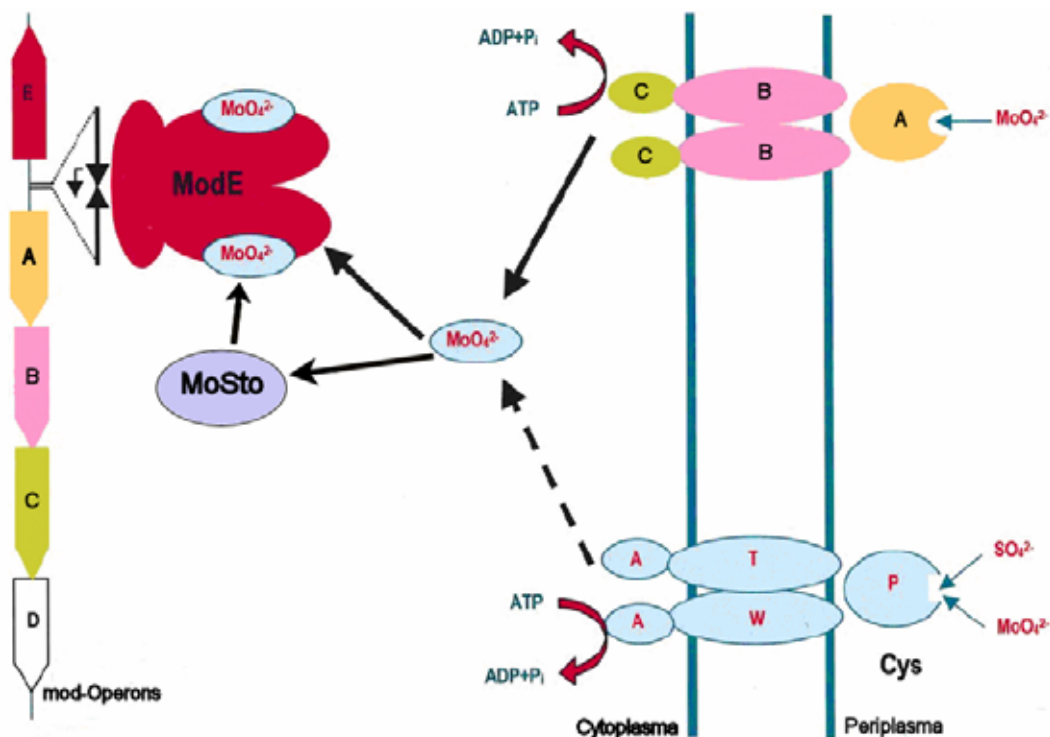 E
A
B
C
D
mod-Operons
MoO₄²⁻
ModE
MoO₄²⁻
MoSto
MoO₄²⁻
ADP+Pᵢ
ATP
C
B
A
MoO₄²⁻
C
B
A
T
P
SO₄²⁻
MoO₄²⁻
ATP
A
W
ADP+Pᵢ
Cys
Cytoplasma
Periplasma